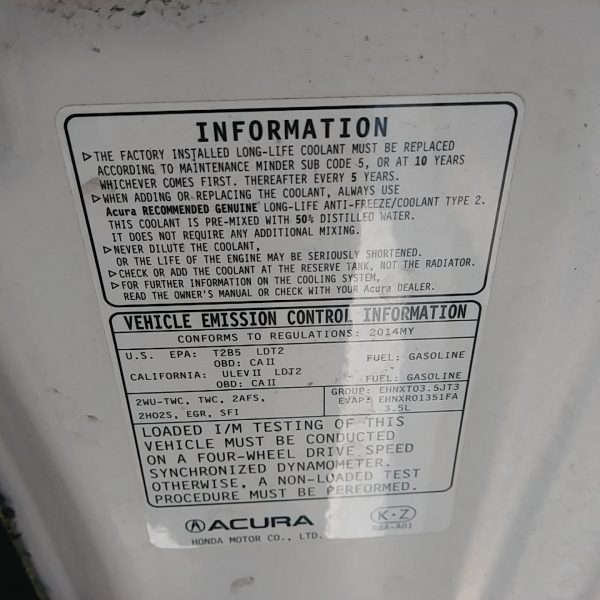 INFORMATION
▷THE FACTORY INSTALLED LONG-LIFE COOLANT MUST BE REPLACED
ACCORDING TO MAINTENANCE MINDER SUB CODE 5, OR AT 10 YEARS
WHICHEVER COMES FIRST. THEREAFTER EVERY 5 YEARS.
▷WHEN ADDING OR REPLACING THE COOLANT, ALWAYS USE
Acura RECOMMENDED GENUINE LONG-LIFE ANTI-FREEZE/COOLANT TYPE 2.
THIS COOLANT IS PRE-MIXED WITH 50% DISTILLED WATER.
IT DOES NOT REQUIRE ANY ADDITIONAL MIXING.
▷NEVER DILUTE THE COOLANT,
OR THE LIFE OF THE ENGINE MAY BE SERIOUSLY SHORTENED.
▷CHECK OR ADD THE COOLANT AT THE RESERVE TANK, NOT THE RADIATOR.
▷FOR FURTHER INFORMATION ON THE COOLING SYSTEM,
READ THE OWNER'S MANUAL OR CHECK WITH YOUR Acura DEALER.
VEHICLE EMISSION CONTROL INFORMATION
CONFORMS TO REGULATIONS: 2014MY
U.S. EPA: T2B5 LDT2 FUEL: GASOLINE
OBD: CAII
CALIFORNIA: ULEVII LDT2 FUEL: GASOLINE
OBD: CAII
2WU-TWC, TWC, 2AFS, GROUP: EHNXT03.5JT3
2HO2S, EGR, SFI EVAP: EHNXR01351FA
3.5L
LOADED I/M TESTING OF THIS
VEHICLE MUST BE CONDUCTED
ON A FOUR-WHEEL DRIVE SPEED
SYNCHRONIZED DYNAMOMETER.
OTHERWISE, A NON-LOADED TEST
PROCEDURE MUST BE PERFORMED.
ACURA K·Z
HONDA MOTOR CO., LTD. R8A-A01